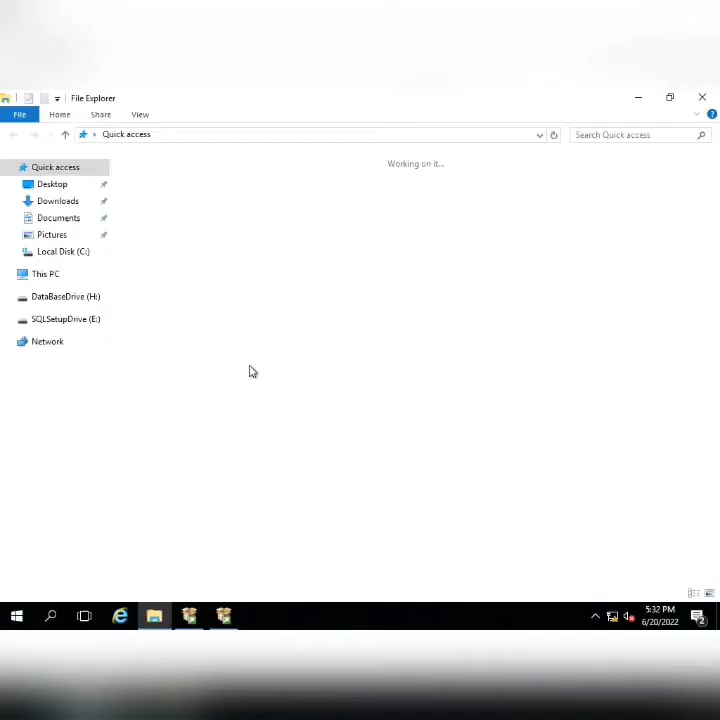 File Explorer
File Home Share View
Quick access Search Quick access
Quick access Working on it...
Desktop
Downloads
Documents
Pictures
Local Disk (C:)
This PC
DataBaseDrive (H:)
SQLSetupDrive (E:)
Network
5:32 PM
6/20/2022
2